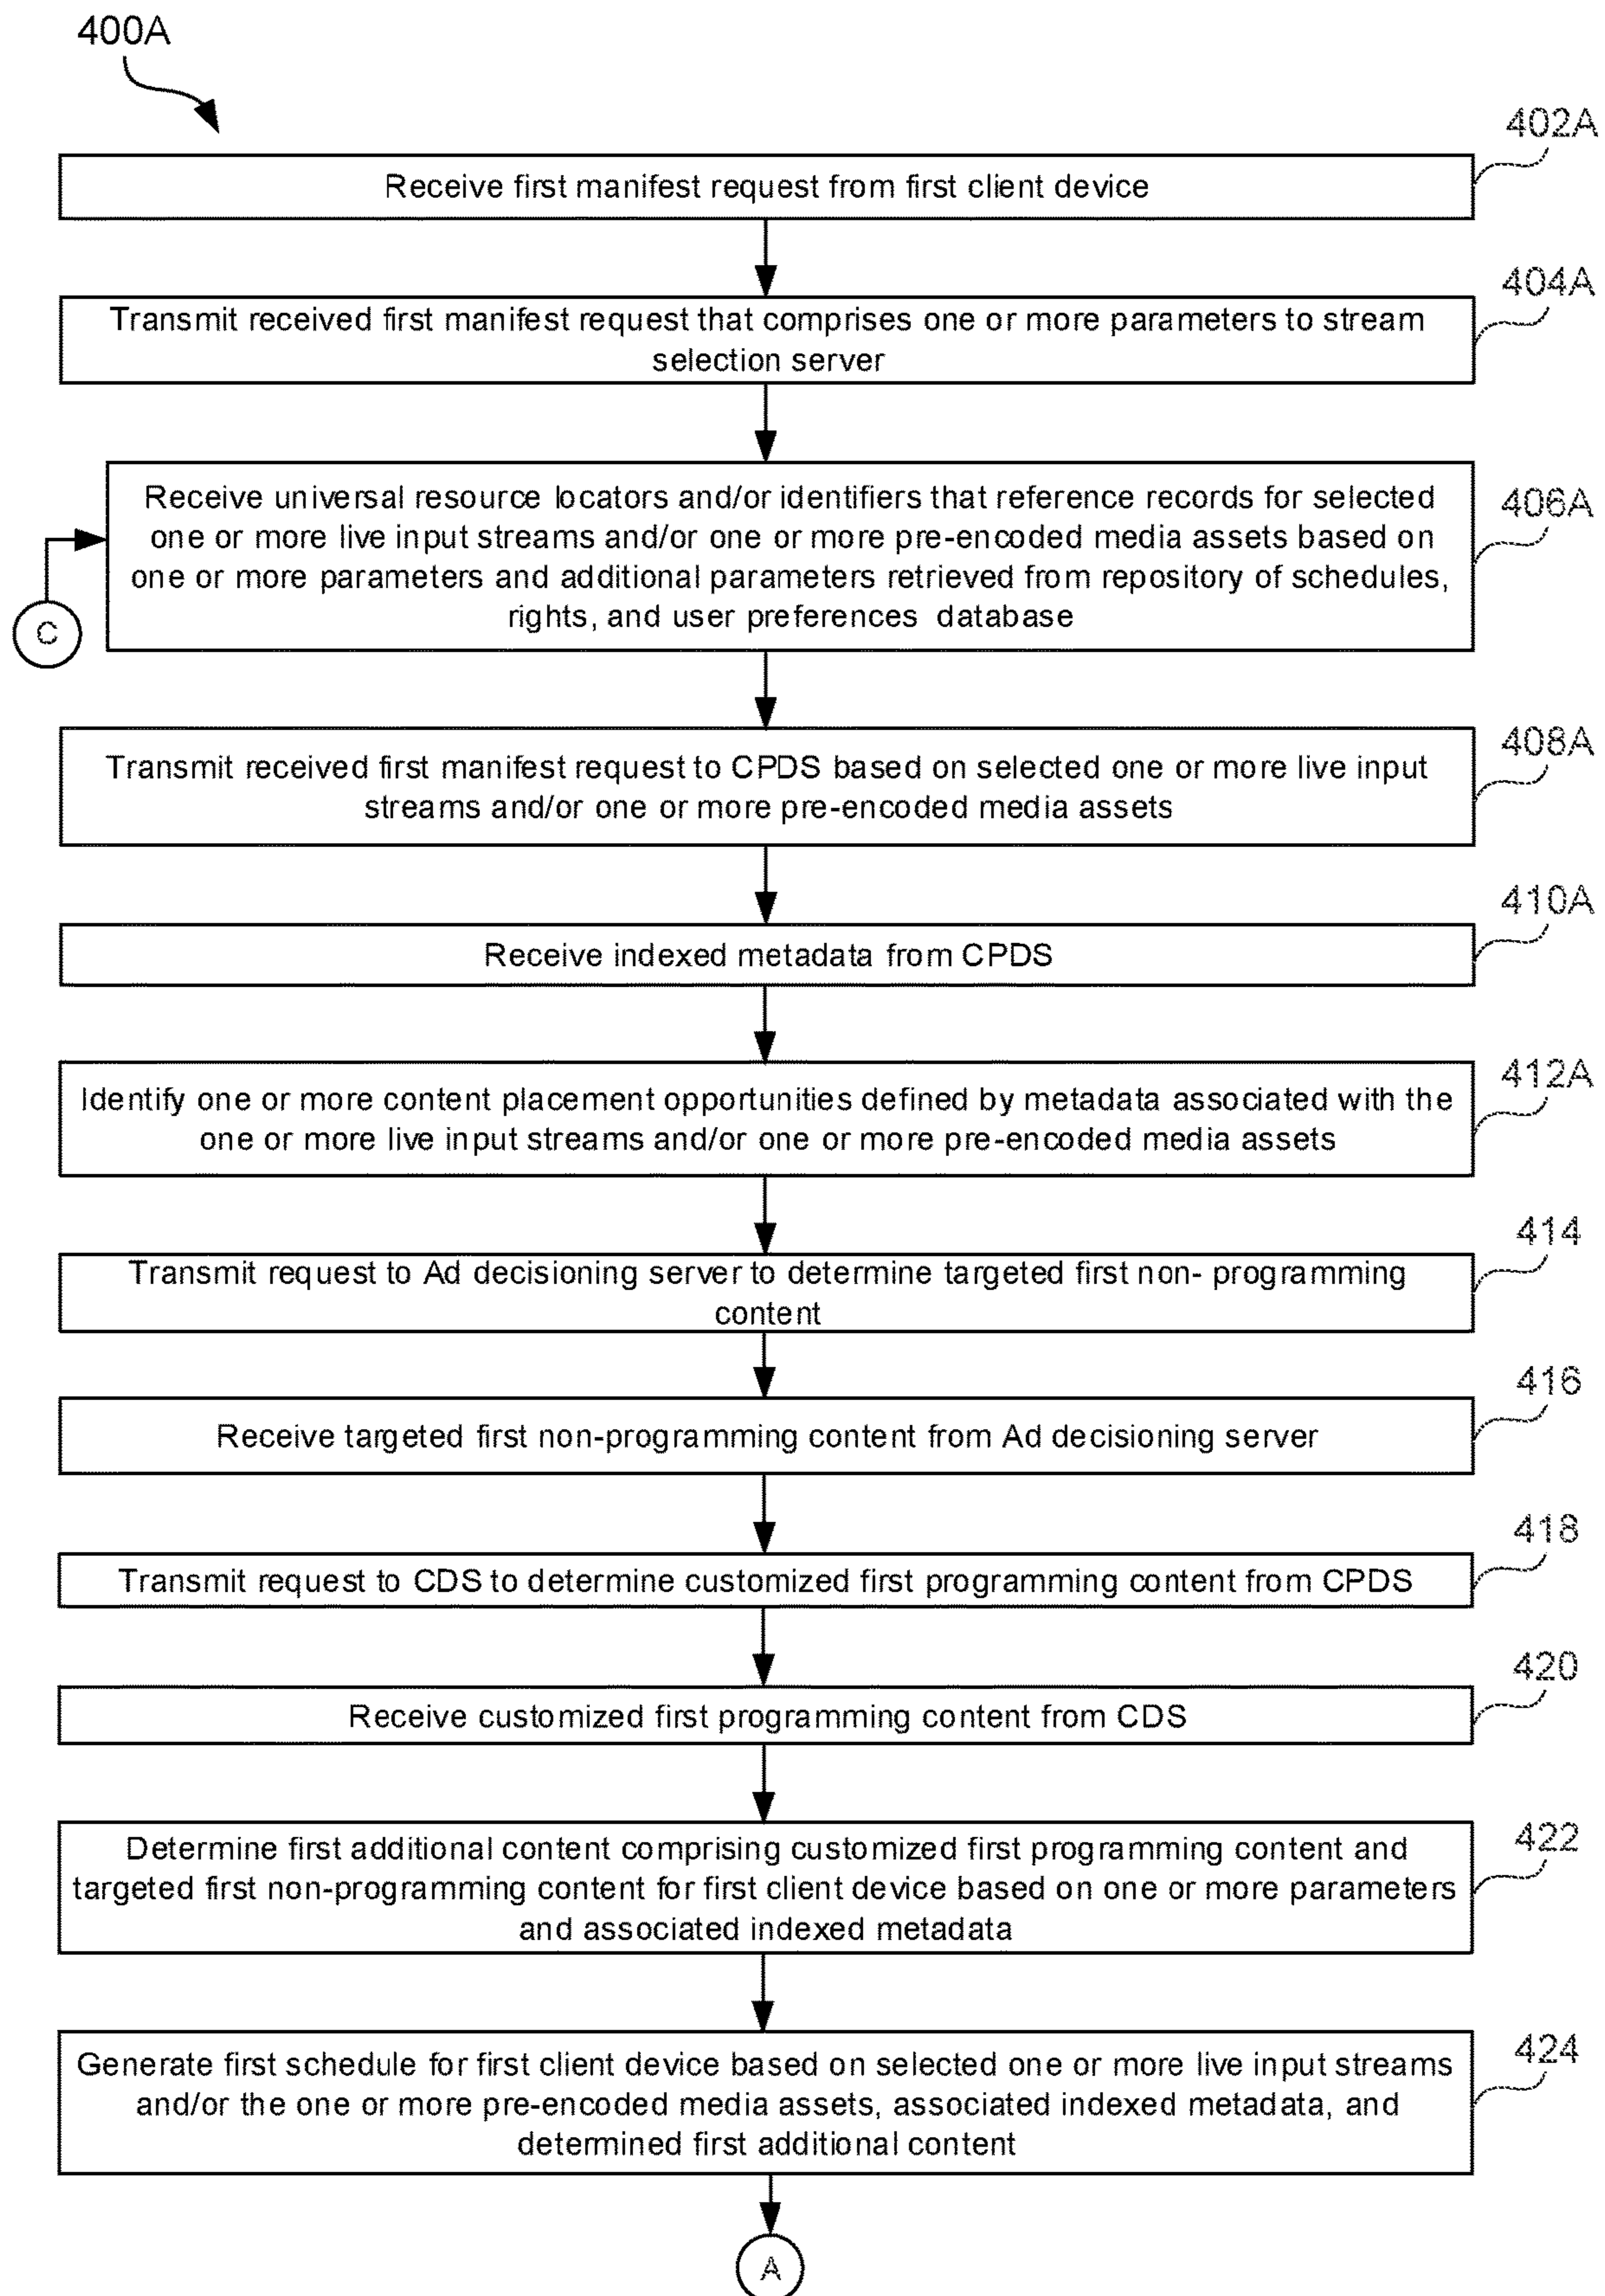 400A
402A
Receive first manifest request from first client device
404A
Transmit received first manifest request that comprises one or more parameters to stream
selection server
406A
Receive universal resource locators and/or identifiers that reference records for selected
one or more live input streams and/or one or more pre-encoded media assets based on
one or more parameters and additional parameters retrieved from repository of schedules,
rights, and user preferences database
C
408A
Transmit received first manifest request to CPDS based on selected one or more live input
streams and/or one or more pre-encoded media assets
410A
Receive indexed metadata from CPDS
412A
Identify one or more content placement opportunities defined by metadata associated with the
one or more live input streams and/or one or more pre-encoded media assets
414
Transmit request to Ad decisioning server to determine targeted first non- programming
content
416
Receive targeted first non-programming content from Ad decisioning server
418
Transmit request to CDS to determine customized first programming content from CPDS
420
Receive customized first programming content from CDS
422
Determine first additional content comprising customized first programming content and
targeted first non-programming content for first client device based on one or more parameters
and associated indexed metadata
424
Generate first schedule for first client device based on selected one or more live input streams
and/or the one or more pre-encoded media assets, associated indexed metadata, and
determined first additional content
A